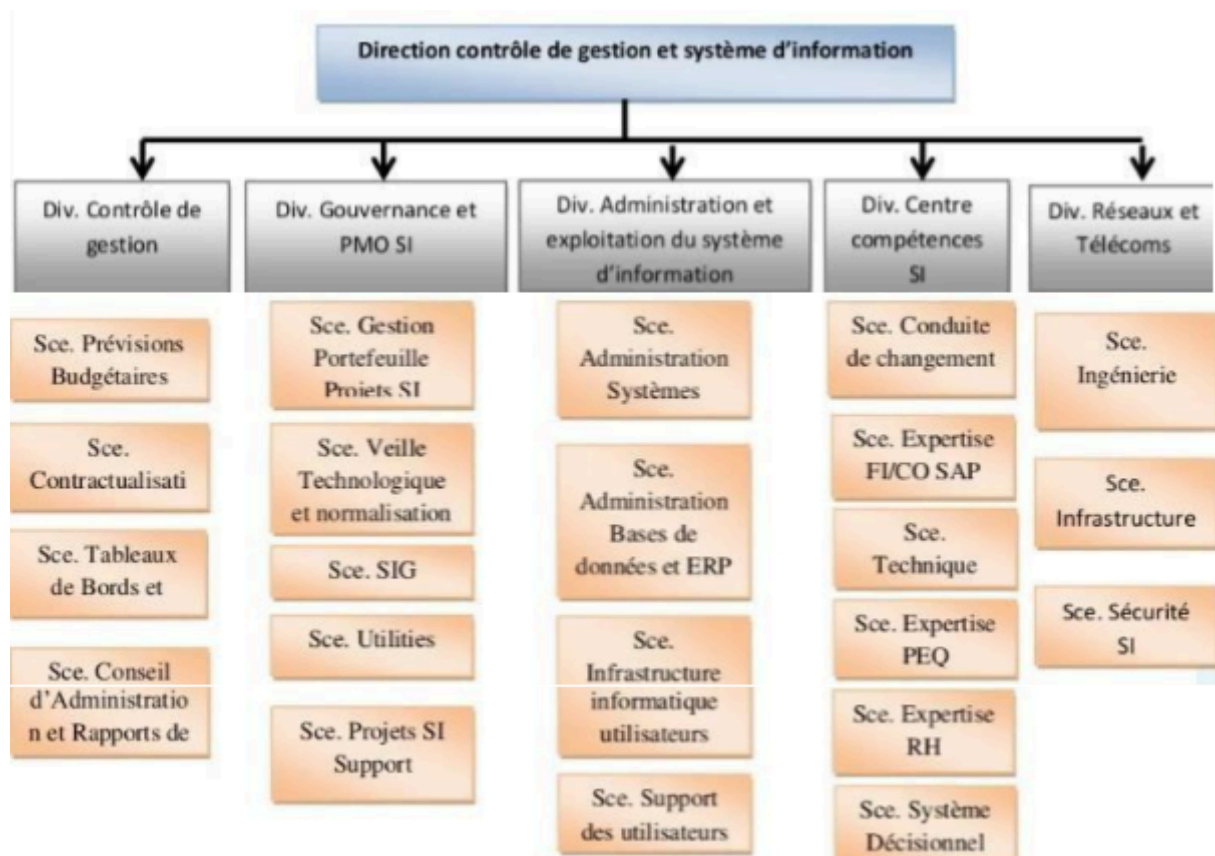 Direction contrôle de gestion et système d'information
Div. Contrôle de
gestion
Div. Gouvernance et
PMO SI
Div. Administration et
exploitation du système
d'information
Div. Centre
compétences
SI
Div. Réseaux et
Télécoms
Sce. Prévisions
Budgétaires
Sce.
Contractualisati
Sce. Tableaux
de Bords et
Sce. Conseil
d'Administratio
n et Rapports de
Sce. Gestion
Portefeuille
Projets SI
Sce. Veille
Technologique
et normalisation
Sce. SIG
Sce. Utilities
Sce. Projets SI
Support
Sce.
Administration
Systèmes
Sce.
Administration
Bases de
données et ERP
Sce.
Infrastructure
informatique
utilisateurs
Sce. Support
des utilisateurs
Sce. Conduite
de changement
Sce. Expertise
FI/CO SAP
Sce.
Technique
Sce. Expertise
PEQ
Sce. Expertise
RH
Sce. Système
Décisionnel
Sce.
Ingénierie
Sce.
Infrastructure
Sce. Sécurité
SI